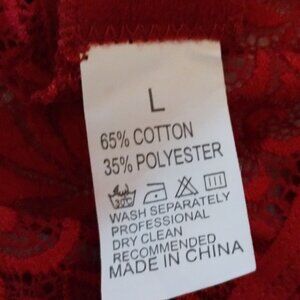 L
65% COTTON
35% POLYESTER
WASH SEPARATELY
PROFESSIONAL
DRY CLEAN
RECOMMENDED
MADE IN CHINA